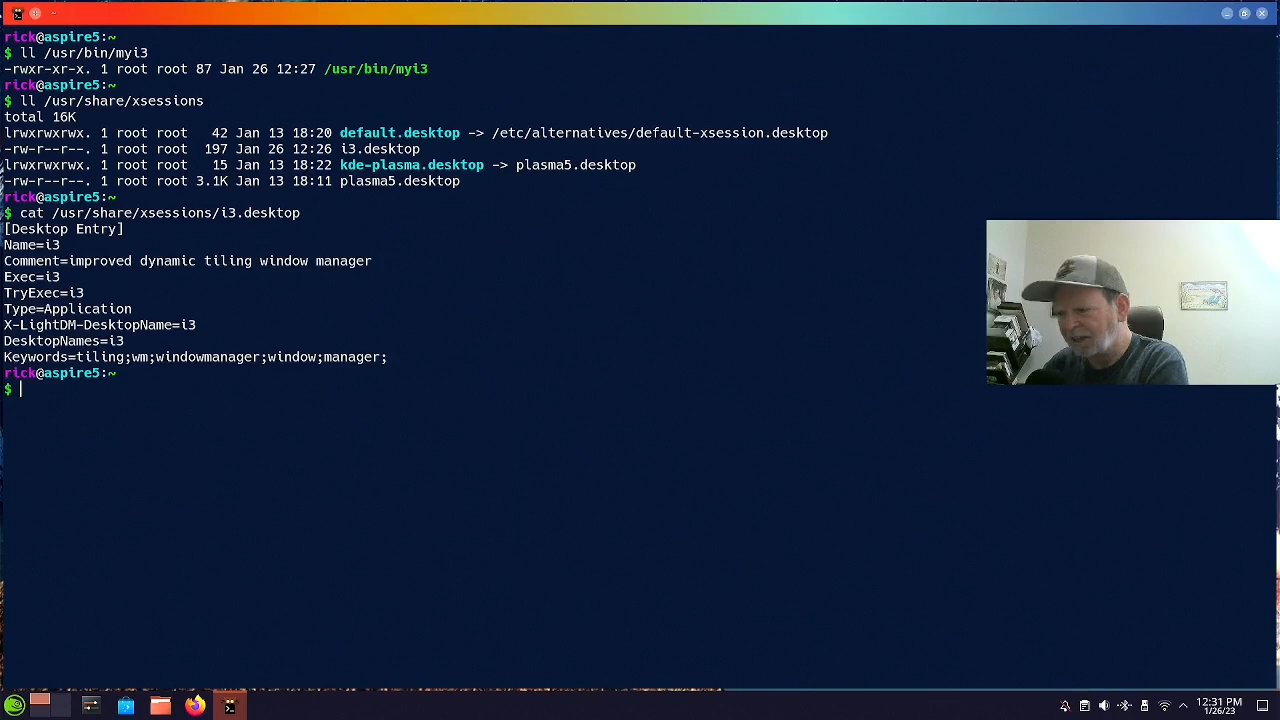 rick@aspire5:~
$ ll /usr/bin/myi3
-rwxr-xr-x. 1 root root 87 Jan 26 12:27 /usr/bin/myi3
rick@aspire5:~
$ ll /usr/share/xsessions
total 16K
lrwxrwxrwx. 1 root root   42 Jan 13 18:20 default.desktop -> /etc/alternatives/default-xsession.desktop
-rw-r--r--. 1 root root  197 Jan 26 12:26 i3.desktop
lrwxrwxrwx. 1 root root   15 Jan 13 18:22 kde-plasma.desktop -> plasma5.desktop
-rw-r--r--. 1 root root 3.1K Jan 13 18:11 plasma5.desktop
rick@aspire5:~
$ cat /usr/share/xsessions/i3.desktop
[Desktop Entry]
Name=i3
Comment=improved dynamic tiling window manager
Exec=i3
TryExec=i3
Type=Application
X-LightDM-DesktopName=i3
DesktopNames=i3
Keywords=tiling;wm;windowmanager;window;manager;
rick@aspire5:~
$
12:31 PM
1/26/23